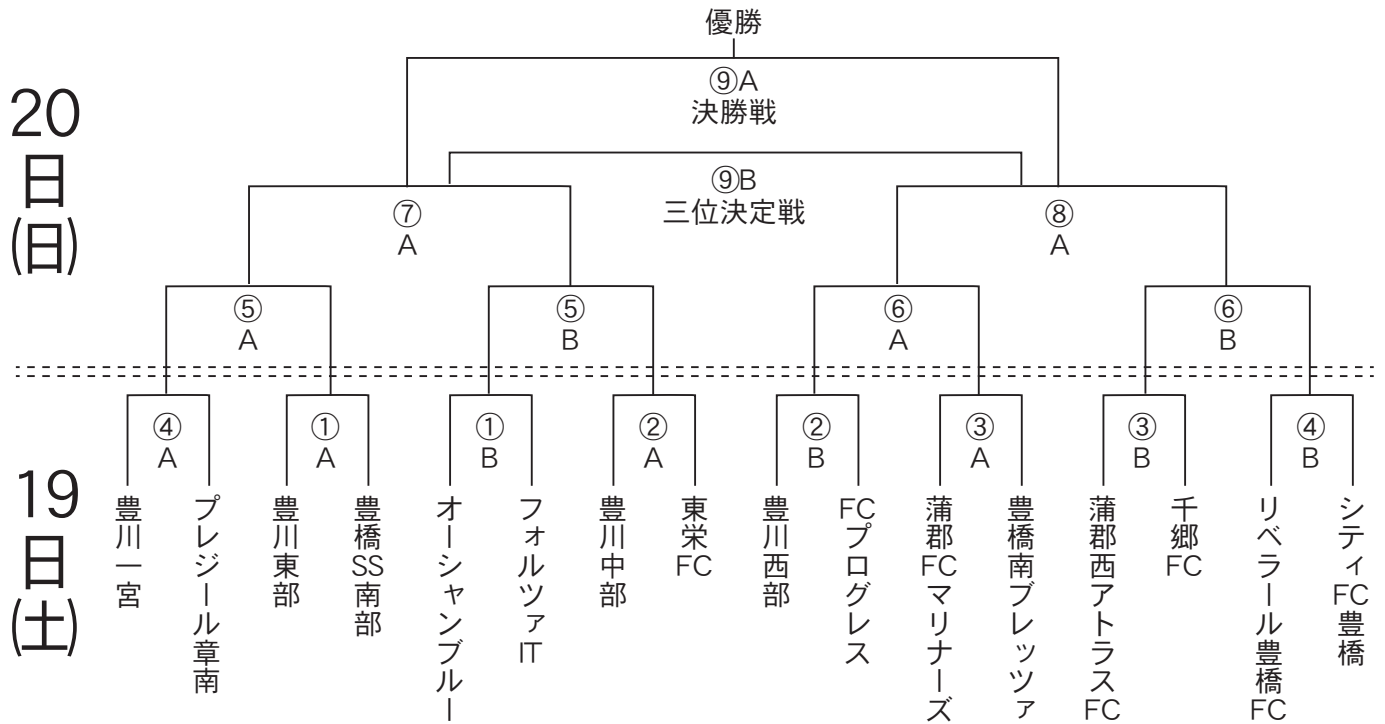 優勝
⑨A
決勝戦
20日(日)
⑨B
三位決定戦
⑦
A
⑧
A
⑤
A
⑤
B
⑥
A
⑥
B
19日(土)
④
A
①
A
①
B
②
A
②
B
③
A
③
B
④
B
豊川一宮
プレジール章南
豊川東部
豊橋SS南部
オーシャンブルー
フォルツァIT
豊川中部
東栄FC
豊川西部
FCプログレス
蒲郡FCマリナーズ
豊橋南ブレッツァ
蒲郡西アトラスFC
千郷FC
リベラール豊橋FC
シティFC豊橋